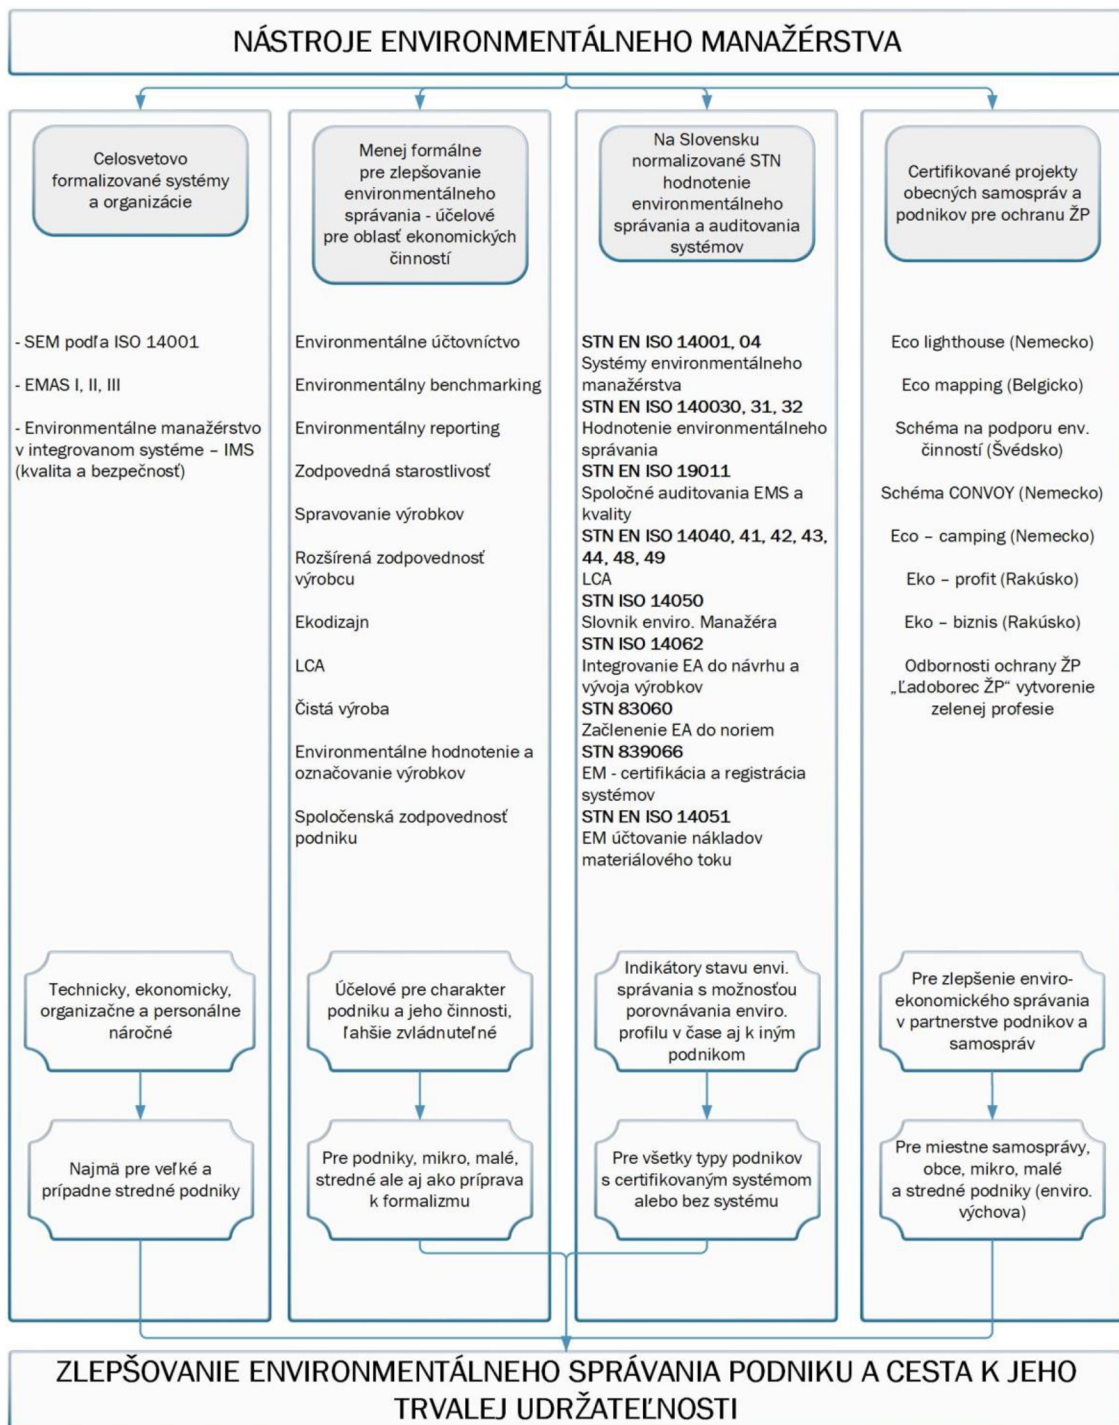 NÁSTROJE ENVIRONMENTÁLNEHO MANAŽÉRSTVA
Celosvetovo
formalizované systémy
a organizácie
- SEM podľa ISO 14001
- EMAS I, II, III
- Environmentálne manažérstvo
v integrovanom systéme – IMS
(kvalita a bezpečnosť)
Technicky, ekonomicky,
organizačne a personálne
náročné
Najmä pre veľké a
prípadne stredné podniky
Menej formálne
pre zlepšovanie
environmentálneho
správania - účelové
pre oblasť ekonomických
činností
Environmentálne účtovníctvo
Environmentálny benchmarking
Environmentálny reporting
Zodpovedná starostlivosť
Spravovanie výrobkov
Rozšírená zodpovednosť
výrobcu
Ekodizajn
LCA
Čistá výroba
Environmentálne hodnotenie a
označovanie výrobkov
Spoločenská zodpovednosť
podniku
Účelové pre charakter
podniku a jeho činnosti,
ľahšie zvládnuteľné
Pre podniky, mikro, malé,
stredné ale aj ako príprava
k formalizmu
Na Slovensku
normalizované STN
hodnotenie
environmentálneho
správania a auditovania
systémov
STN EN ISO 14001, 04
Systémy environmentálneho
manažérstva
STN EN ISO 140030, 31, 32
Hodnotenie environmentálneho
správania
STN EN ISO 19011
Spoločné auditovania EMS a
kvality
STN EN ISO 14040, 41, 42, 43,
44, 48, 49
LCA
STN ISO 14050
Slovnik enviro. Manažéra
STN ISO 14062
Integrovanie EA do návrhu a
vývoja výrobkov
STN 83060
Začlenenie EA do noriem
STN 839066
EM - certifikácia a registrácia
systémov
STN EN ISO 14051
EM účtovanie nákladov
materiálového toku
Indikátory stavu envi.
správania s možnosťou
porovnávania enviro.
profilu v čase aj k iným
podnikom
Pre všetky typy podnikov
s certifikovaným systémom
alebo bez systému
Certifikované projekty
obecných samospráv a
podnikov pre ochranu ŽP
Eco lighthouse (Nemecko)
Eco mapping (Belgicko)
Schéma na podporu env.
činností (Švédsko)
Schéma CONVOY (Nemecko)
Eco – camping (Nemecko)
Eko – profit (Rakúsko)
Eko – biznis (Rakúsko)
Odbornosti ochrany ŽP
„Ľadoborec ŽP“ vytvorenie
zelenej profesie
Pre zlepšenie enviro-
ekonomického správania
v partnerstve podnikov a
samospráv
Pre miestne samosprávy,
obce, mikro, malé
a stredné podniky (enviro.
výchova)
ZLEPŠOVANIE ENVIRONMENTÁLNEHO SPRÁVANIA PODNIKU A CESTA K JEHO
TRVALEJ UDRŽATEĽNOSTI